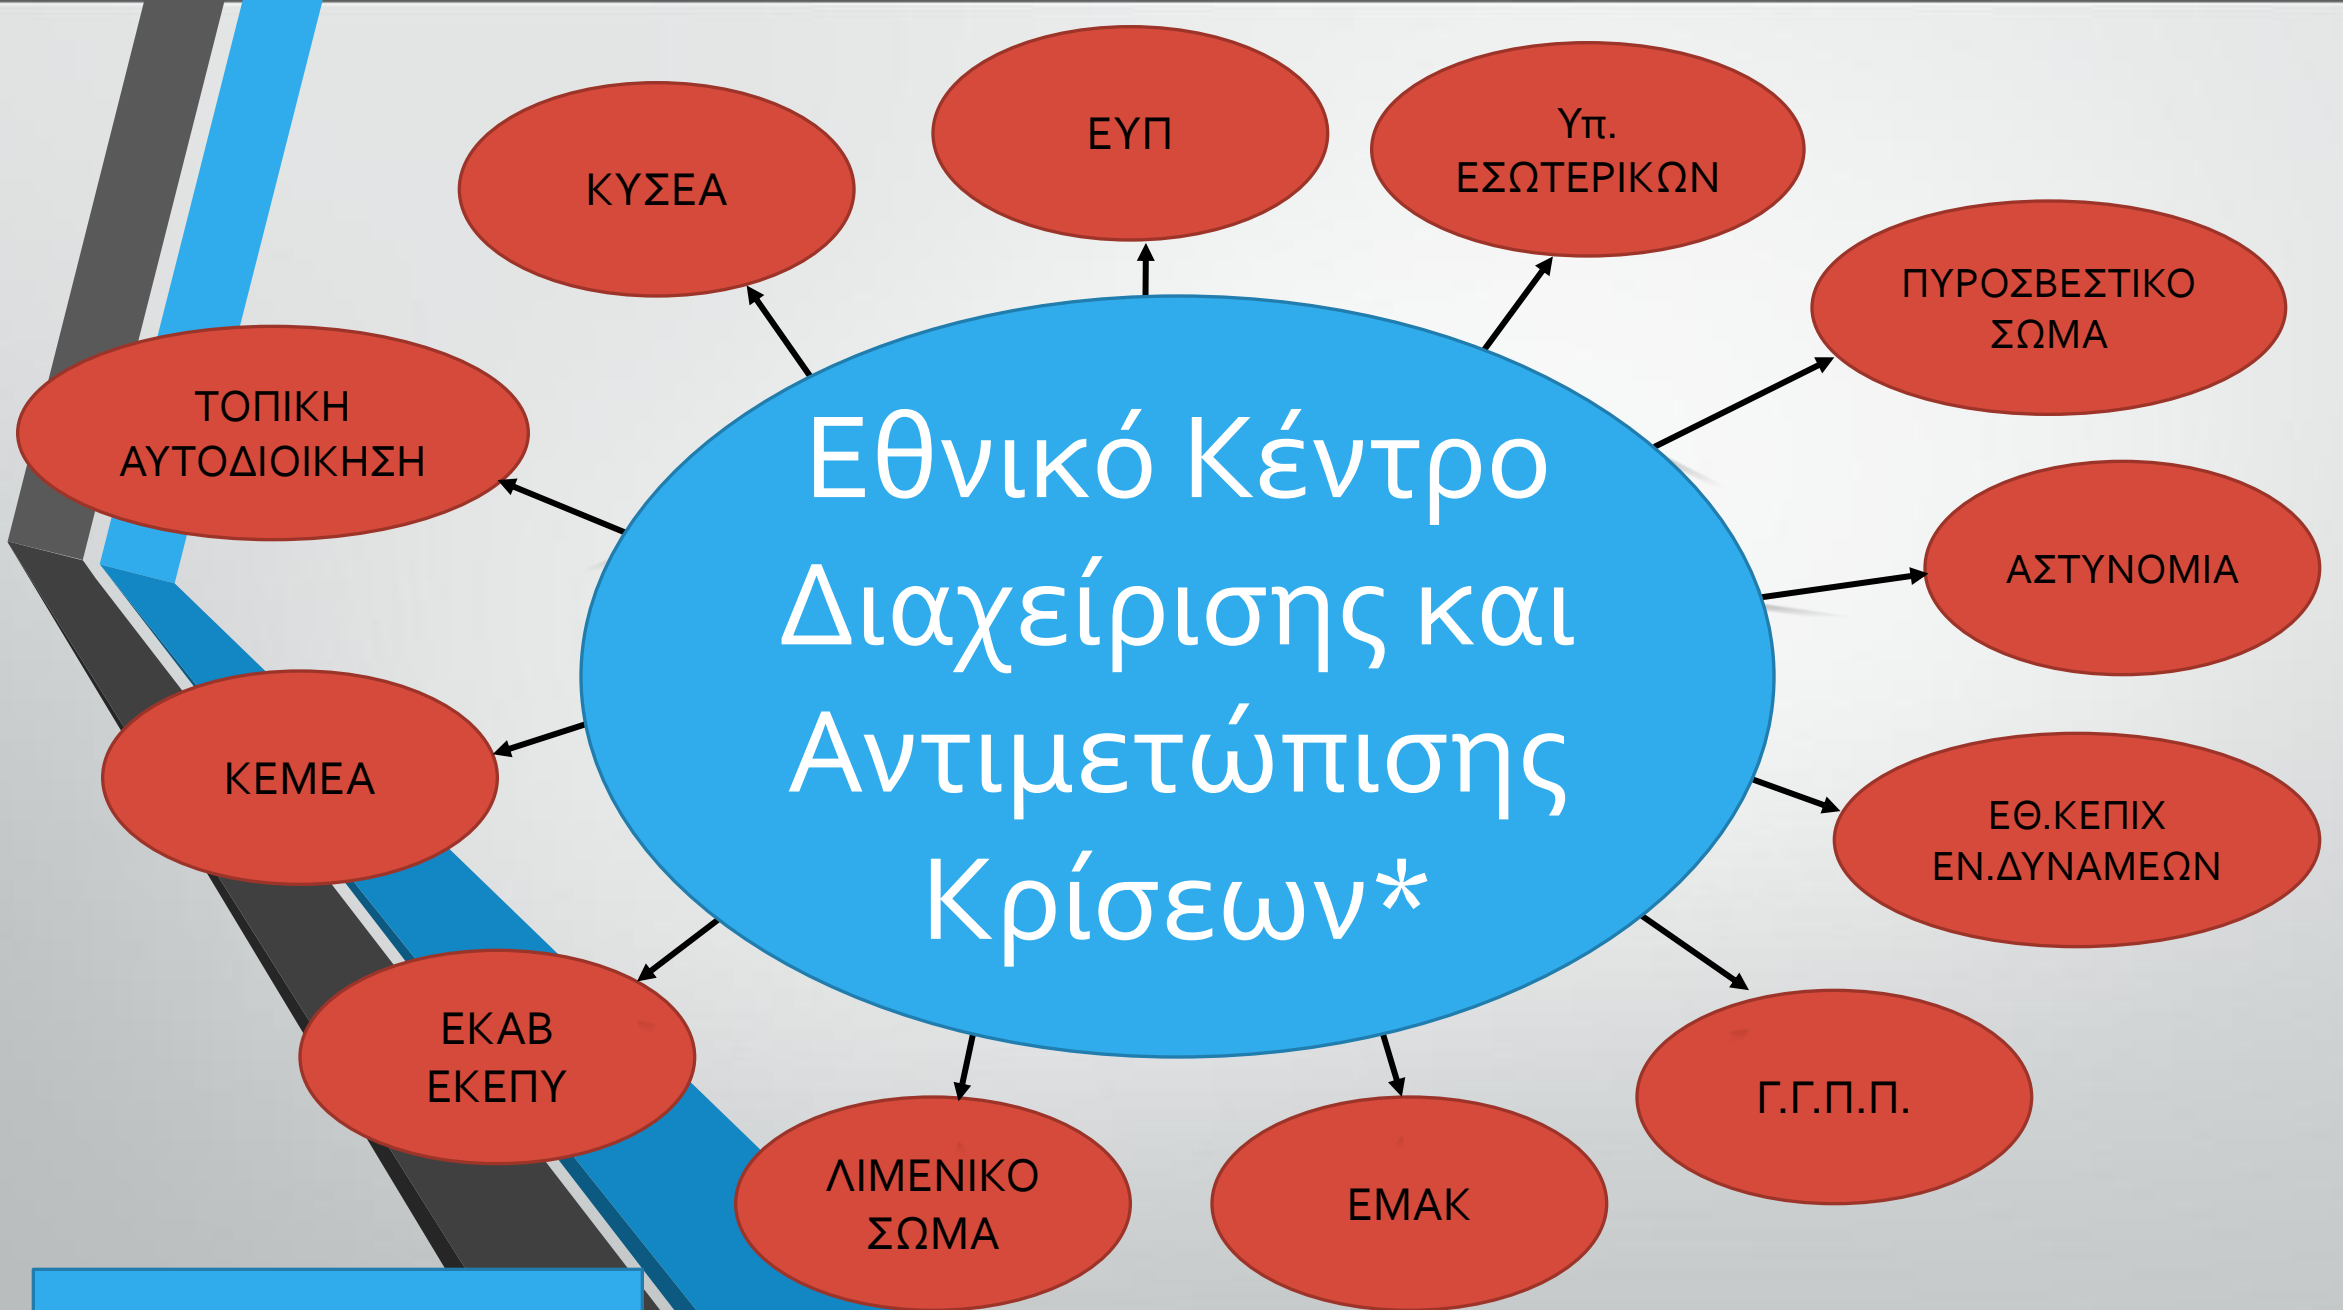 ΕΥΠ
Υπ.
ΕΣΩΤΕΡΙΚΩΝ
ΚΥΣΕΑ
ΠΥΡΟΣΒΕΣΤΙΚΟ
ΣΩΜΑ
ΤΟΠΙΚΗ
ΑΥΤΟΔΙΟΙΚΗΣΗ
Εθνικό Κέντρο
Διαχείρισης και
Αντιμετώπισης
Κρίσεων*
ΑΣΤΥΝΟΜΙΑ
ΚΕΜΕΑ
ΕΘ.ΚΕΠΙΧ
ΕΝ.ΔΥΝΑΜΕΩΝ
ΕΚΑΒ
ΕΚΕΠΥ
Γ.Γ.Π.Π.
ΛΙΜΕΝΙΚΟ
ΣΩΜΑ
ΕΜΑΚ